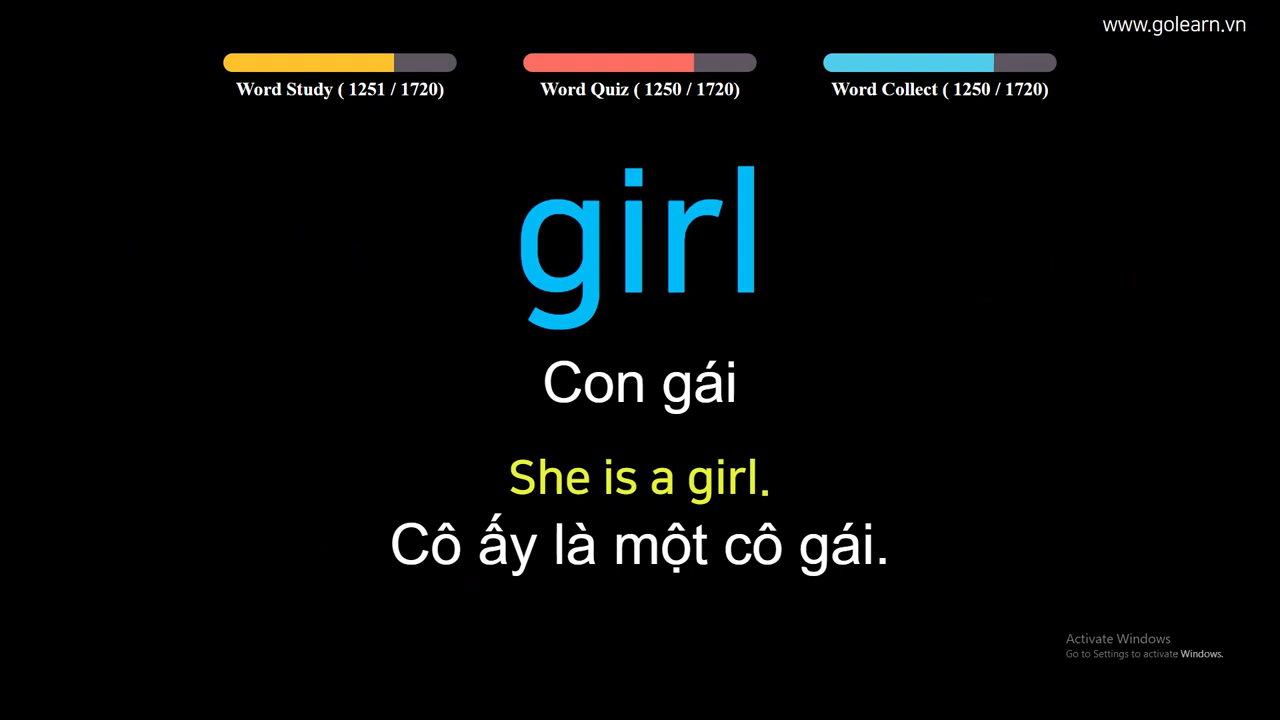 www.golearn.vn
Word Study ( 1251 / 1720)
Word Quiz ( 1250 / 1720)
Word Collect ( 1250 / 1720)
girl
Con gái
She is a girl.
Cô ấy là một cô gái.
Activate Windows
Go to Settings to activate Windows.